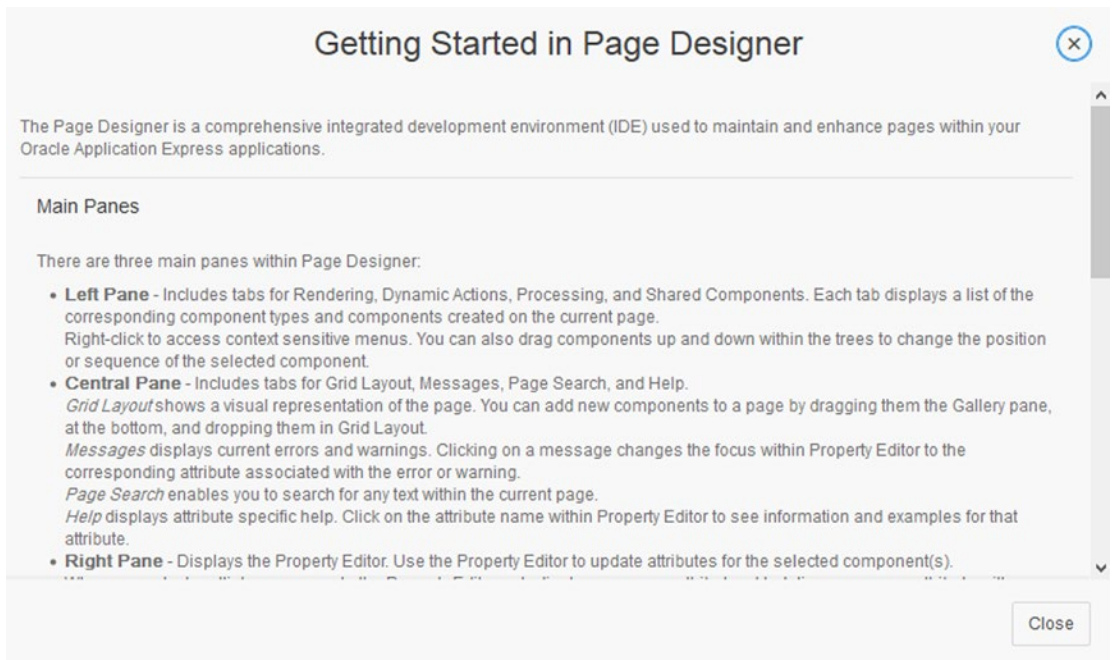 Getting Started in Page Designer
The Page Designer is a comprehensive integrated development environment (IDE) used to maintain and enhance pages within your
Oracle Application Express applications.
Main Panes
There are three main panes within Page Designer:
• Left Pane - Includes tabs for Rendering, Dynamic Actions, Processing, and Shared Components. Each tab displays a list of the
corresponding component types and components created on the current page.
Right-click to access context sensitive menus. You can also drag components up and down within the trees to change the position
or sequence of the selected component.
• Central Pane - Includes tabs for Grid Layout, Messages, Page Search, and Help.
Grid Layout shows a visual representation of the page. You can add new components to a page by dragging them the Gallery pane,
at the bottom, and dropping them in Grid Layout.
Messages displays current errors and warnings. Clicking on a message changes the focus within Property Editor to the
corresponding attribute associated with the error or warning.
Page Search enables you to search for any text within the current page.
Help displays attribute specific help. Click on the attribute name within Property Editor to see information and examples for that
attribute.
• Right Pane - Displays the Property Editor. Use the Property Editor to update attributes for the selected component(s).
Close